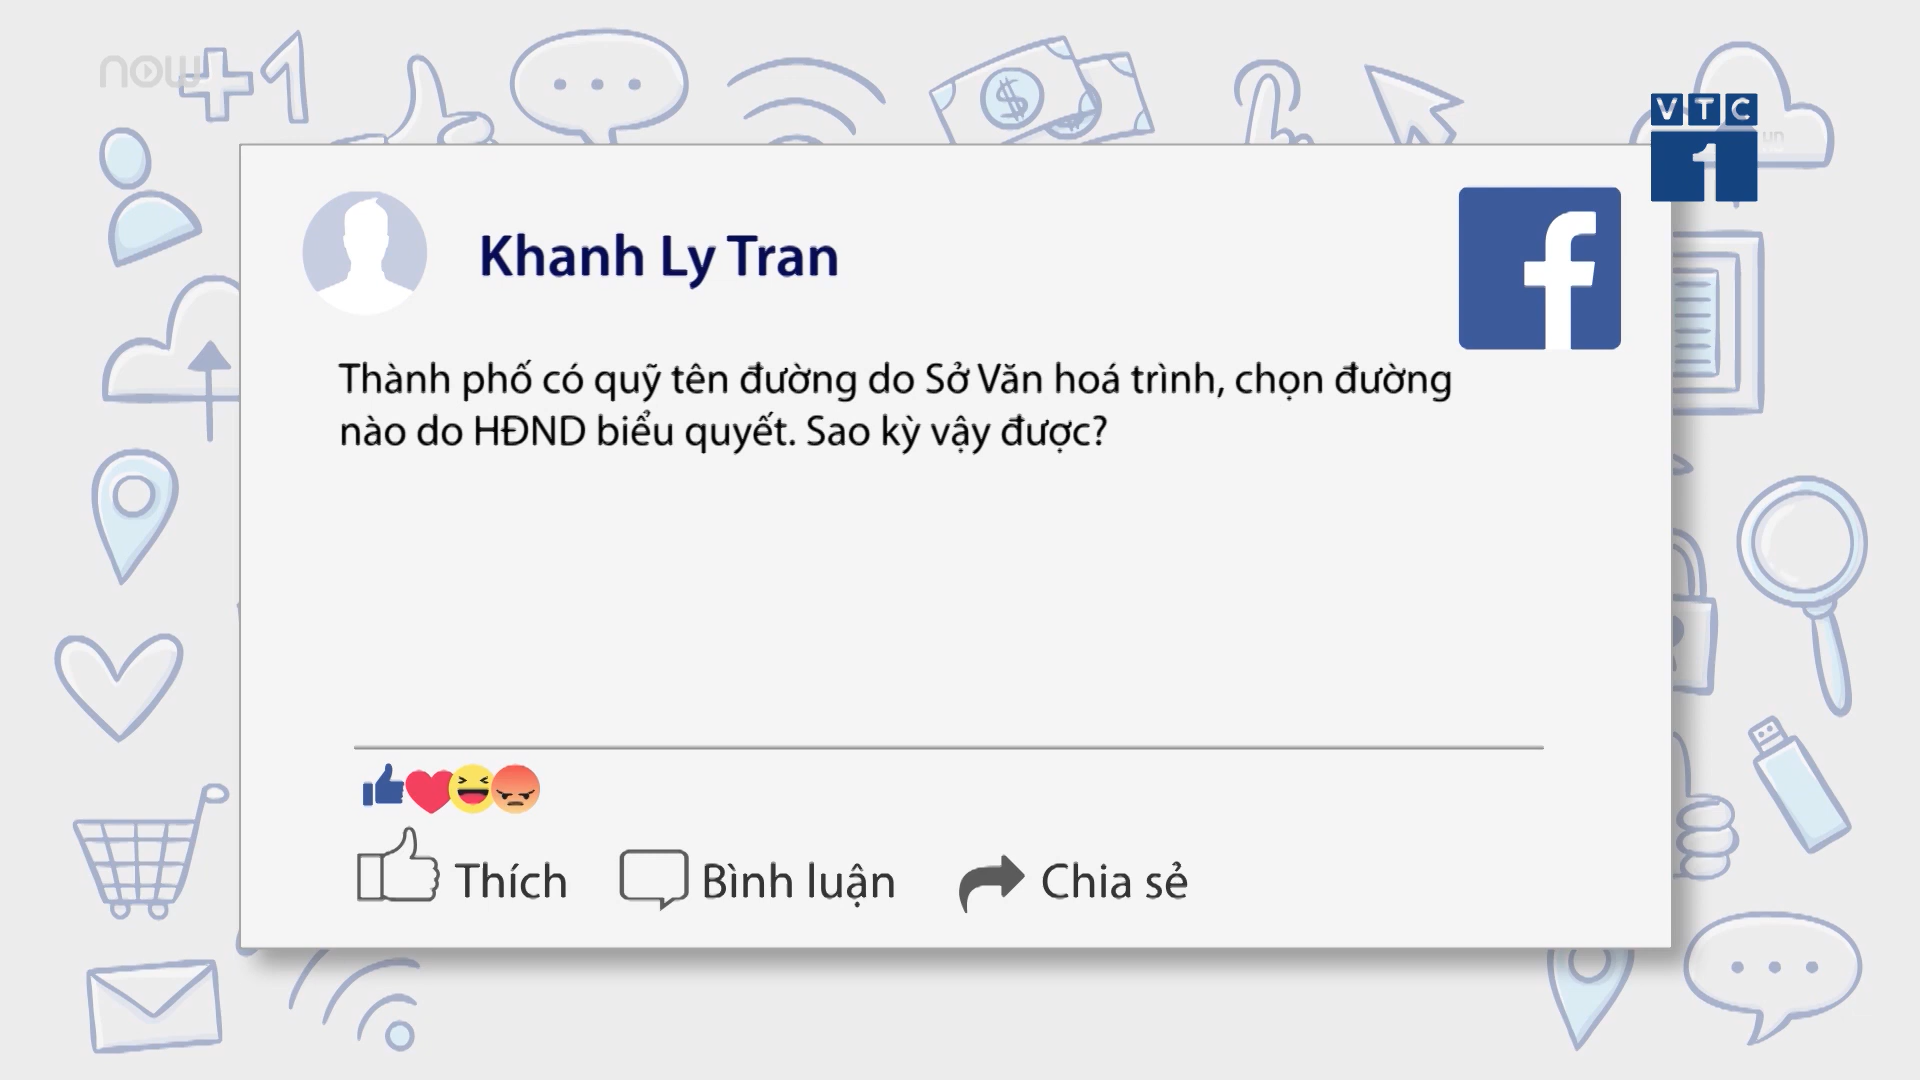 now
+1
VTC
1
Khanh Ly Tran
Thành phố có quỹ tên đường do Sở Văn hoá trình, chọn đường
nào do HĐND biểu quyết. Sao kỳ vậy được?
Thích Bình luận Chia sẻ